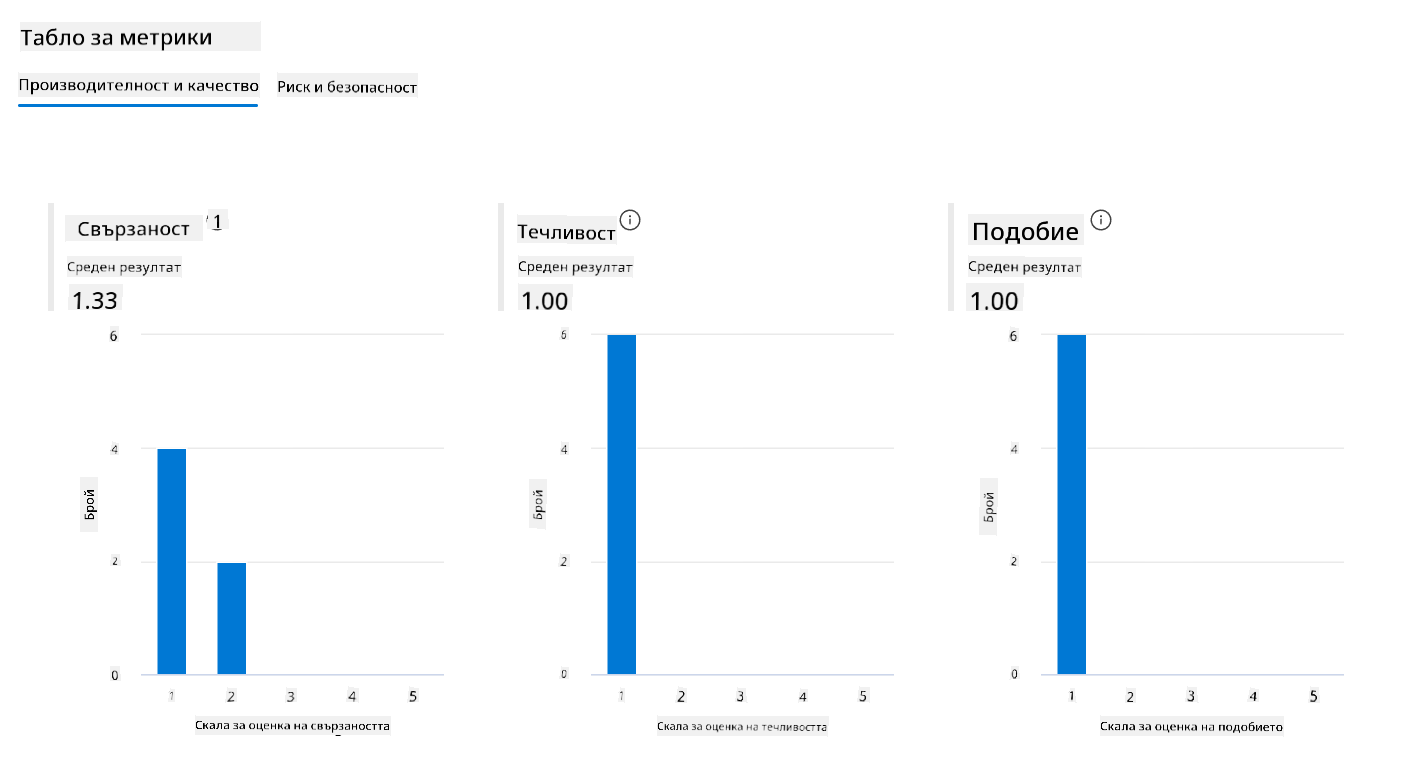 Табло за метрики
Производителност и качество
Риск и безопасност
Свързаност 1
Среден резултат
1.33
6
4
2
0
Брой
1 2 3 4 5
Скала за оценка на свързаността
Течливост
Среден резултат
1.00
6
4
2
0
Брой
1 2 3 4 5
Скала за оценка на течливостта
Подобие
Среден резултат
1.00
6
4
2
0
Брой
1 2 3 4 5
Скала за оценка на подобието